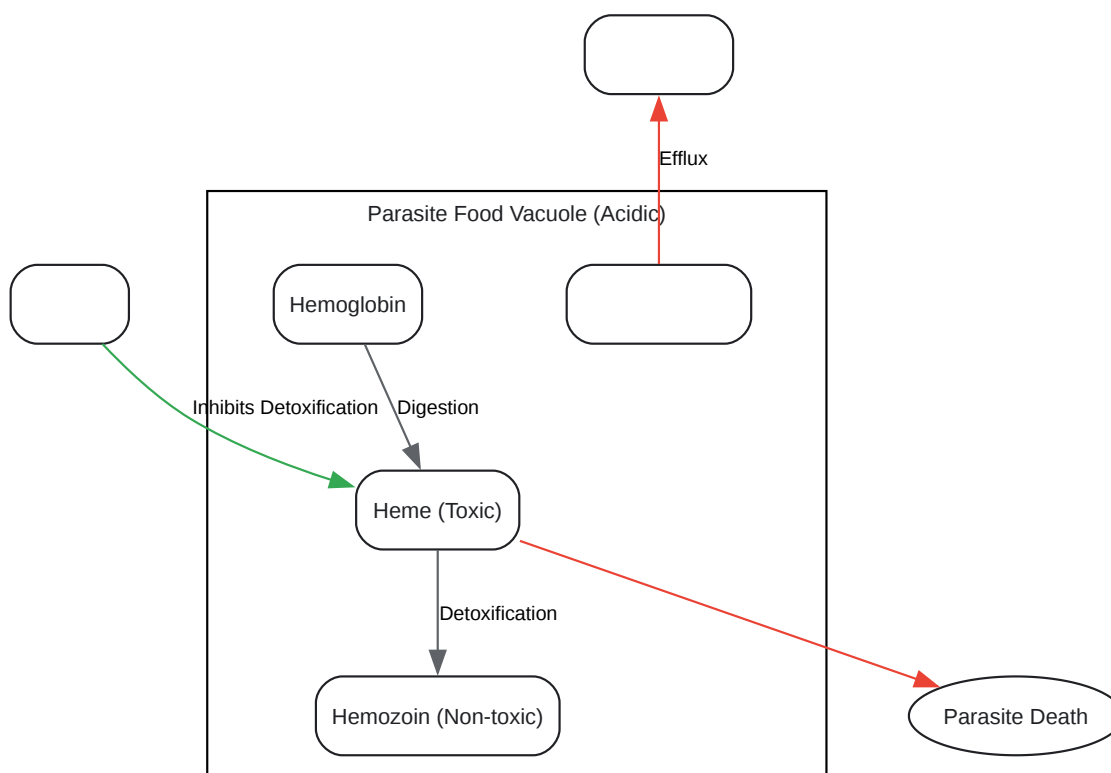 Efflux
Parasite Food Vacuole (Acidic)
Hemoglobin
Inhibits Detoxification
Digestion
Heme (Toxic)
Detoxification
Hemozoin (Non-toxic)
Parasite Death